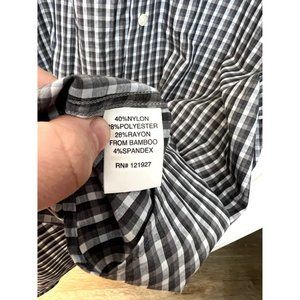 40%NYLON
28%POLYESTER
28%RAYON
FROM BAMBOO
4%SPANDEX
RN# 121927